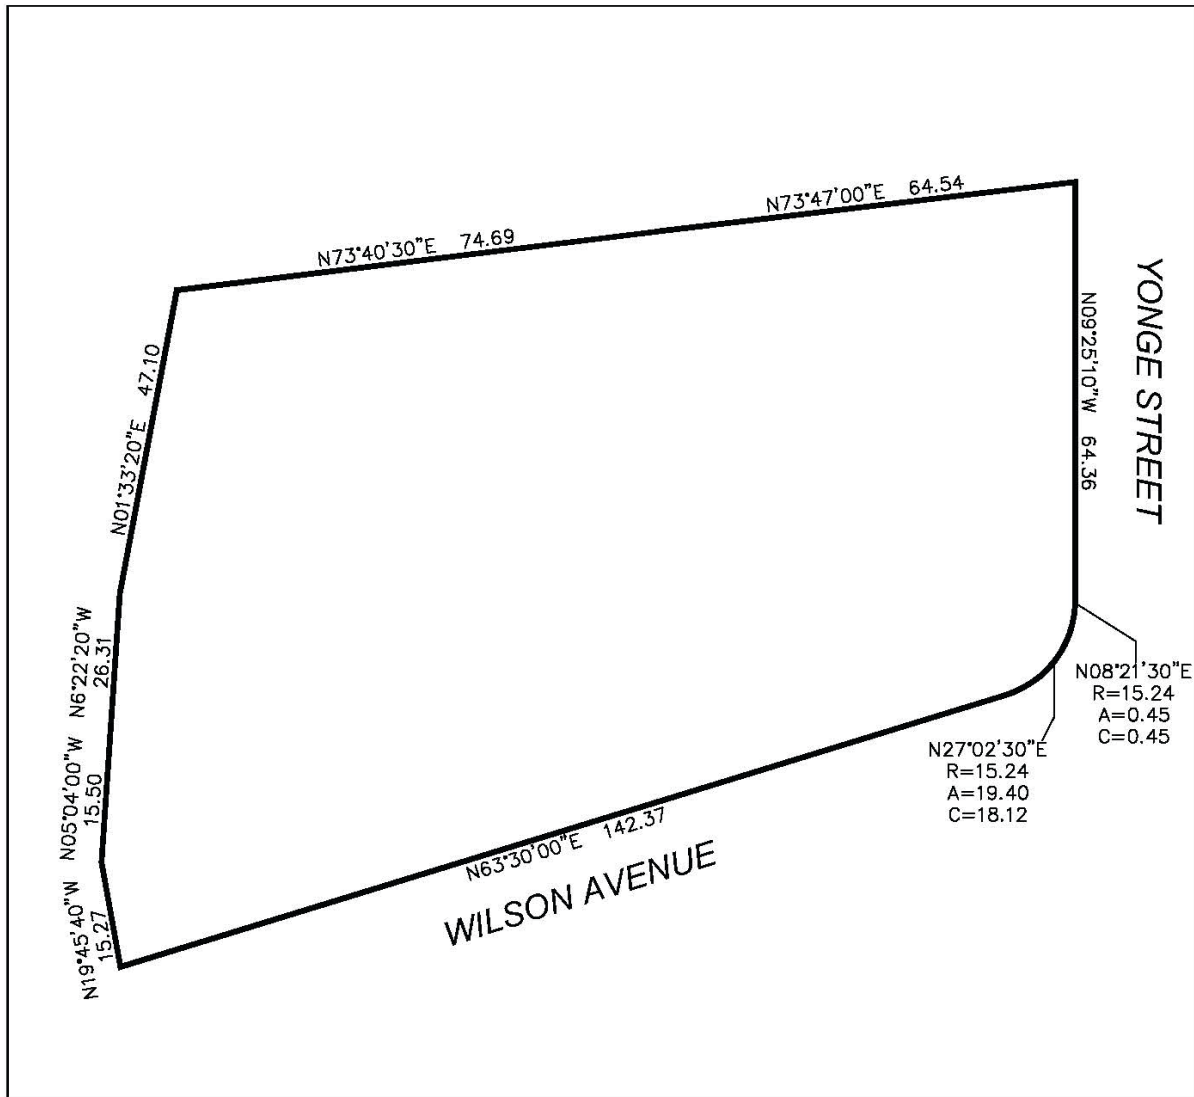 N73°47'00"E 64.54
N73°40'30"E 74.69
YONGE STREET
N09°25'10"W 64.36
N01°33'20"E 47.10
N6°22'20"W
26.31
N08°21'30"E
R=15.24
A=0.45
C=0.45
N05°04'00"W
15.50
N27°02'30"E
R=15.24
A=19.40
C=18.12
N63°30'00"E 142.37
WILSON AVENUE
N19°45'40"W
15.27